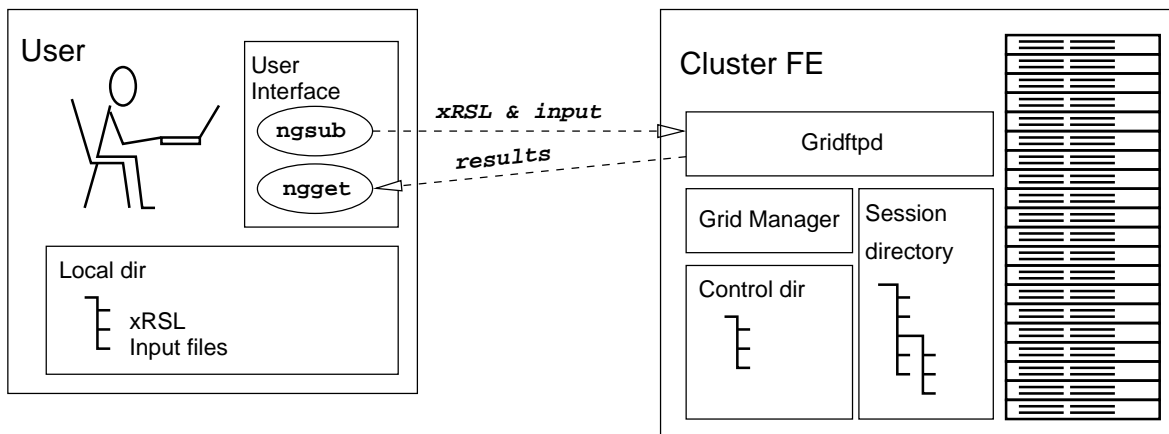 User
User
Interface
ngsub
ngget
Local dir
xRSL
Input files
xRSL & input
results
Cluster FE
Gridftpd
Grid Manager
Session
directory
Control dir